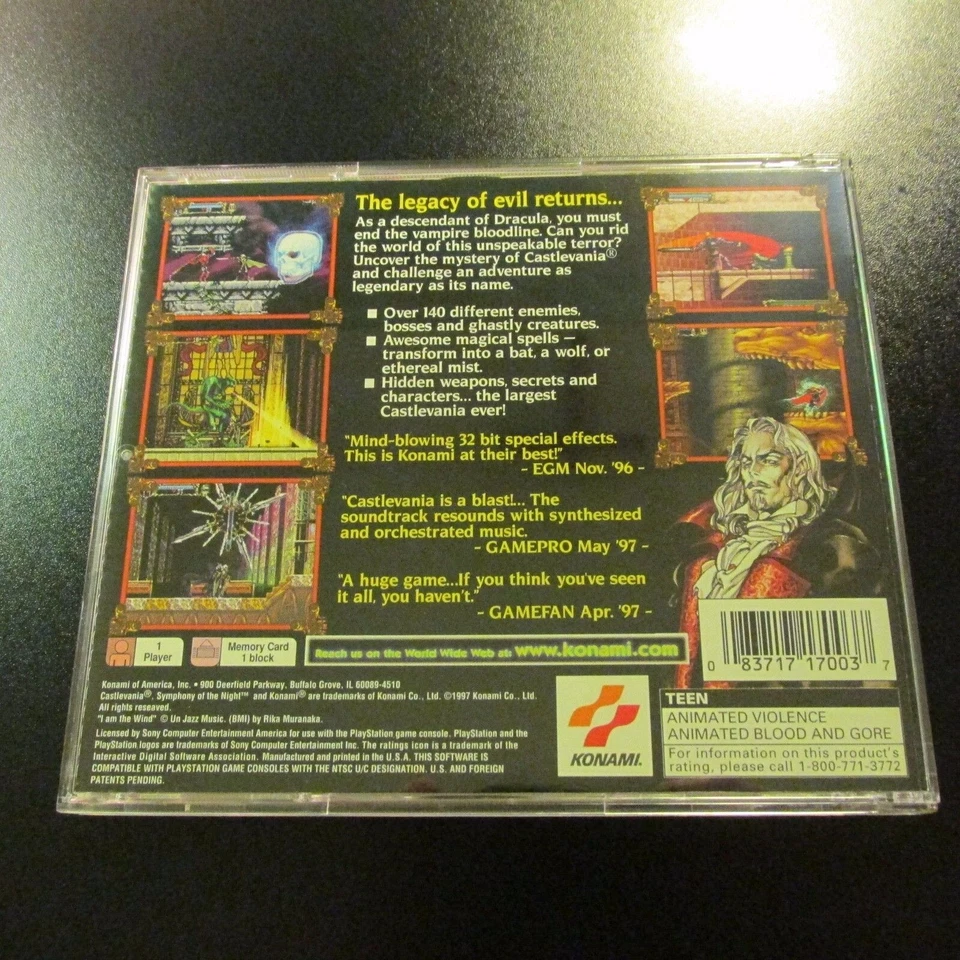 The legacy of evil returns...
As a descendant of Dracula, you must
end the vampire bloodline. Can you rid
the world of this unspeakable terror?
Uncover the mystery of Castlevania®
and challenge an adventure as
legendary as its name.
Over 140 different enemies,
bosses and ghastly creatures.
Awesome magical spells –
transform into a bat, a wolf, or
ethereal mist.
Hidden weapons, secrets and
characters... the largest
Castlevania ever!
"Mind-blowing 32 bit special effects.
This is Konami at their best!"
- EGM Nov. '96 -
"Castlevania is a blast!... The
soundtrack resounds with synthesized
and orchestrated music.
- GAMEPRO May '97 -
"A huge game...If you think you've seen
it all, you haven't."
- GAMEFAN Apr. '97 -
1
Player
Memory Card
1 block
Reach us on the World Wide Web at: www.konami.com
0 83717 17003 7
Konami of America, Inc. • 900 Deerfield Parkway, Buffalo Grove, IL 60089-4510
Castlevania®, Symphony of the Night™ and Konami® are trademarks of Konami Co., Ltd. ©1997 Konami Co., Ltd.
All rights reseaved.
"I am the Wind" © Un Jazz Music. (BMI) by Rika Muranaka.
Licensed by Sony Computer Entertainment America for use with the PlayStation game console. PlayStation and the
PlayStation logos are trademarks of Sony Computer Entertainment Inc. The ratings icon is a trademark of the
Interactive Digital Software Association. Manufactured and printed in the U.S.A. THIS SOFTWARE IS
COMPATIBLE WITH PLAYSTATION GAME CONSOLES WITH THE NTSC U/C DESIGNATION. U.S. AND FOREIGN
PATENTS PENDING.
KONAMI.
TEEN
ANIMATED VIOLENCE
ANIMATED BLOOD AND GORE
For information on this product's
rating, please call 1-800-771-3772